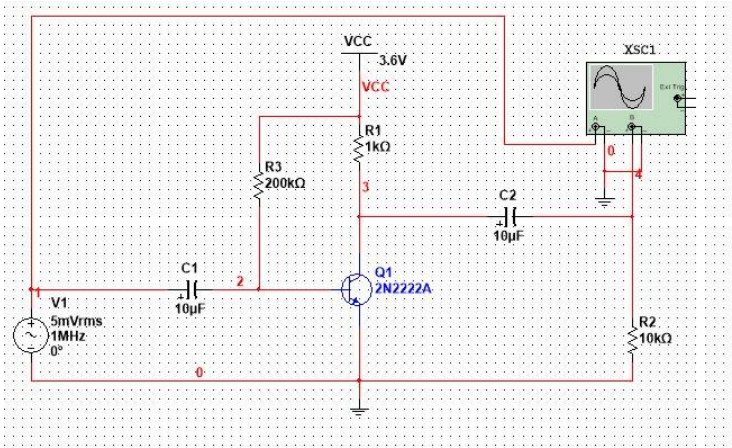 VCC
3.6V
VCC
XSC1
Ext Trig
A
B
0
4
R1
1kΩ
3
R3
200kΩ
C2
10µF
C1
10µF
2
Q1
2N2222A
1
V1
5mVrms
1MHz
0°
R2
10kΩ
0